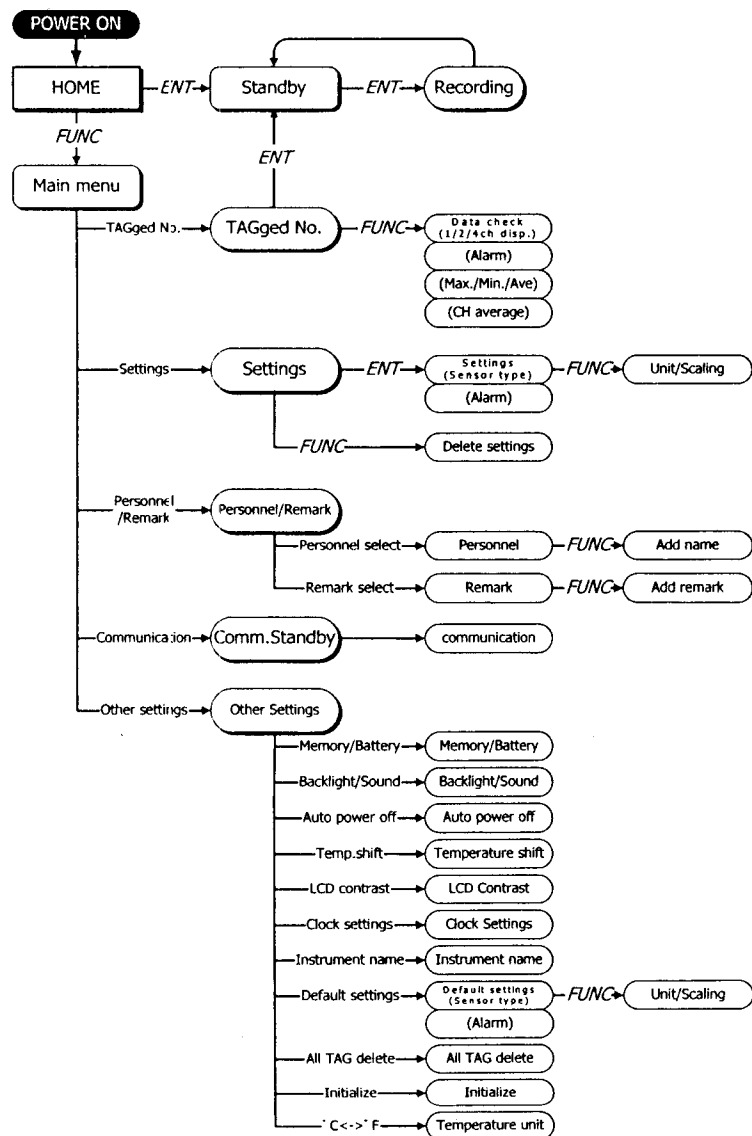 POWER ON
HOME
ENT
Standby
ENT
Recording
FUNC
ENT
Main menu
TAGged No.
TAGged No.
FUNC
Data check
(1/2/4ch disp.)
(Alarm)
(Max./Min./Ave)
(CH average)
Settings
Settings
ENT
Settings
(Sensor type)
FUNC
Unit/Scaling
(Alarm)
FUNC
Delete settings
Personnel
/Remark
Personnel/Remark
Personnel select
Personnel
FUNC
Add name
Remark select
Remark
FUNC
Add remark
Communication
Comm.Standby
communication
Other settings
Other Settings
Memory/Battery
Memory/Battery
Backlight/Sound
Backlight/Sound
Auto power off
Auto power off
Temp.shift
Temperature shift
LCD contrast
LCD Contrast
Clock settings
Clock Settings
Instrument name
Instrument name
Default settings
Default settings
(Sensor type)
FUNC
Unit/Scaling
(Alarm)
All TAG delete
All TAG delete
Initialize
Initialize
°C<->°F
Temperature unit